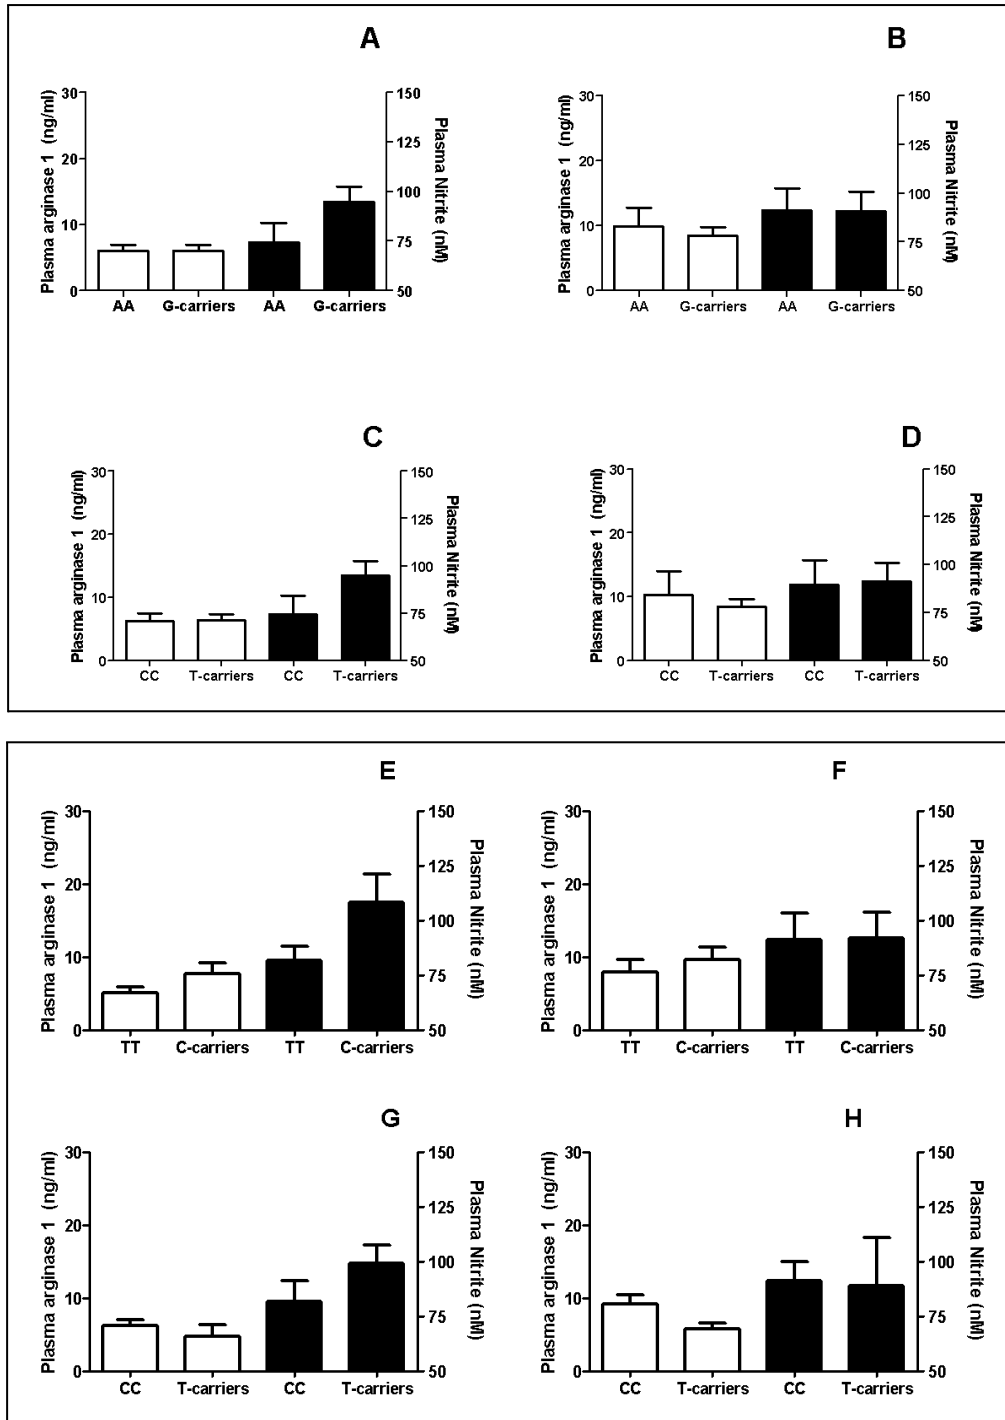 A
Plasma arginase 1 (ng/ml)
30
20
10
0
150
125
100
75
50
Plasma Nitrite (nM)
AA G-carriers AA G-carriers
B
Plasma arginase 1 (ng/ml)
30
20
10
0
150
125
100
75
50
Plasma Nitrite (nM)
AA G-carriers AA G-carriers
C
Plasma arginase 1 (ng/ml)
30
20
10
0
150
125
100
75
50
Plasma Nitrite (nM)
CC T-carriers CC T-carriers
D
Plasma arginase 1 (ng/ml)
30
20
10
0
150
125
100
75
50
Plasma Nitrite (nM)
CC T-carriers CC T-carriers
E
Plasma arginase 1 (ng/ml)
30
20
10
0
150
125
100
75
50
Plasma Nitrite (nM)
TT C-carriers TT C-carriers
F
Plasma arginase 1 (ng/ml)
30
20
10
0
150
125
100
75
50
Plasma Nitrite (nM)
TT C-carriers TT C-carriers
G
Plasma arginase 1 (ng/ml)
30
20
10
0
150
125
100
75
50
Plasma Nitrite (nM)
CC T-carriers CC T-carriers
H
Plasma arginase 1 (ng/ml)
30
20
10
0
150
125
100
75
50
Plasma Nitrite (nM)
CC T-carriers CC T-carriers